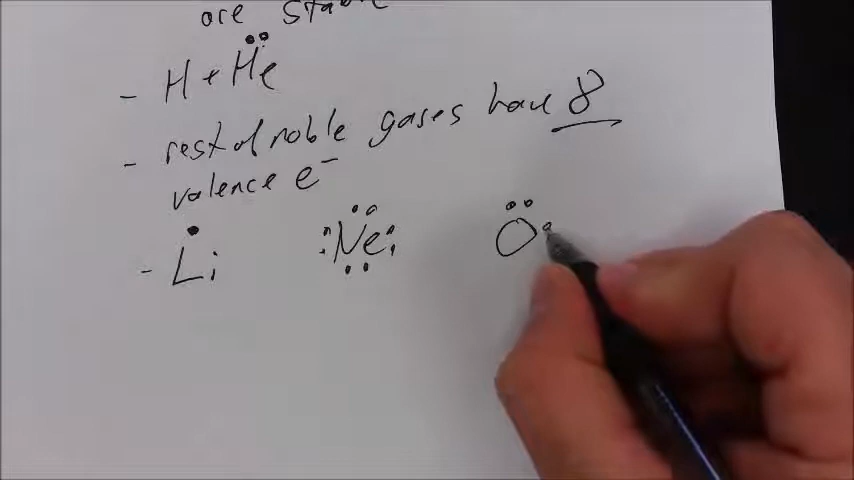 are stable
- H + He
- rest of noble gases have 8
valence e⁻
- Li Ne O